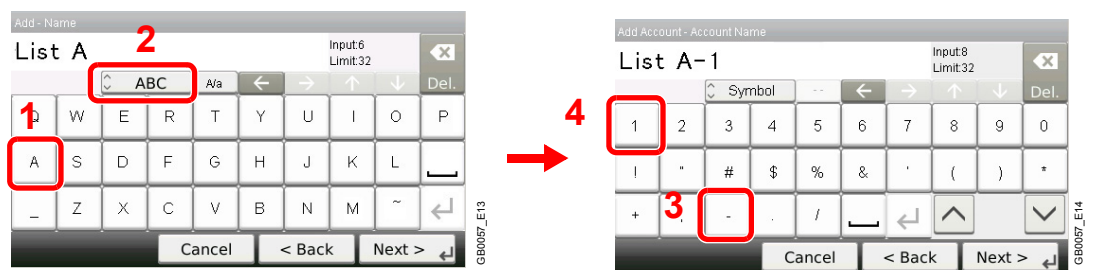 Add - Name
List A
2
Input:6
Limit:32
ABC
A/a
Del.
1
Q W E R T Y U I O P
A S D F G H J K L
_ Z X C V B N M ~
Cancel < Back Next >
GB0057_E13
Add Account - Account Name
List A-1
Input:8
Limit:32
Symbol
--
Del.
4
1 2 3 4 5 6 7 8 9 0
! " # $ % & ' ( ) *
3
+ , - . /
Cancel < Back Next >
GB0057_E14